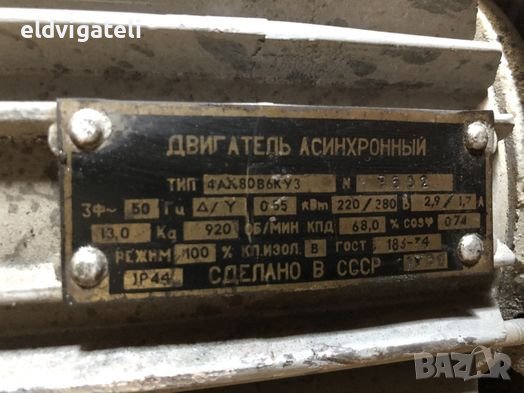 eldvigateli
ДВИГАТЕЛЬ АСИНХРОННЫЙ
ТИП 4АХ80В6КУ3 N
3Ф~ 50 Гц Δ/Y 0.55 кВт 220/380 В 2,9/1,7 А
13,0 Kg 920 ОБ/МИН КПД 68,0 % cosφ 0.74
РЕЖИМ 100 % КЛ.ИЗОЛ В ГОСТ 183-74
JP44 СДЕЛАНО В СССР
BAZAR